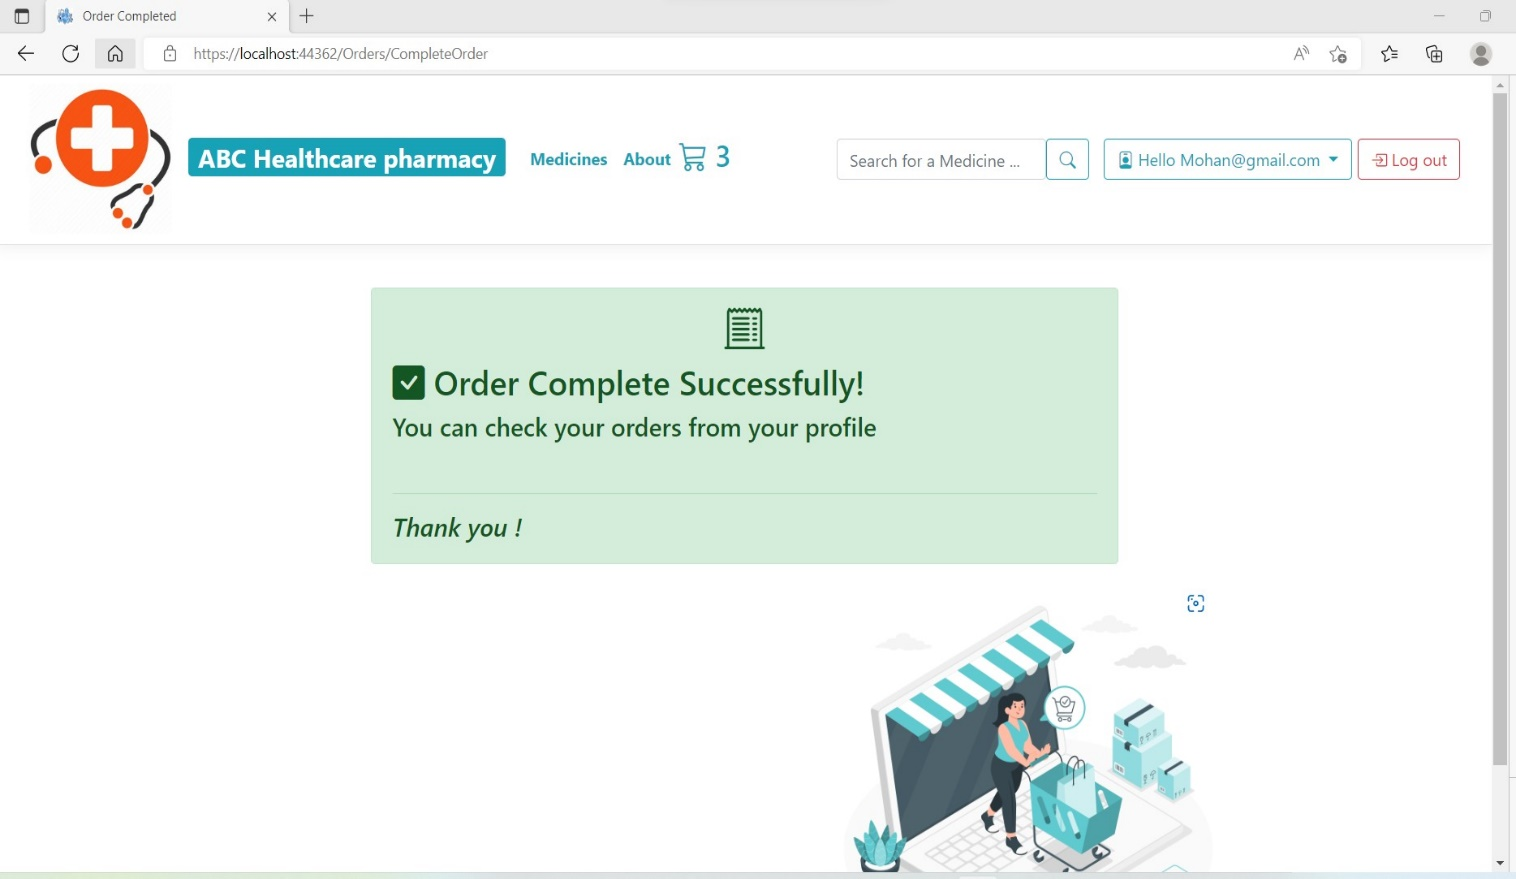 Order Completed
https://localhost:44362/Orders/CompleteOrder
ABC Healthcare pharmacy Medicines About 3 Search for a Medicine ... Hello Mohan@gmail.com Log out
Order Complete Successfully!
You can check your orders from your profile
Thank you !